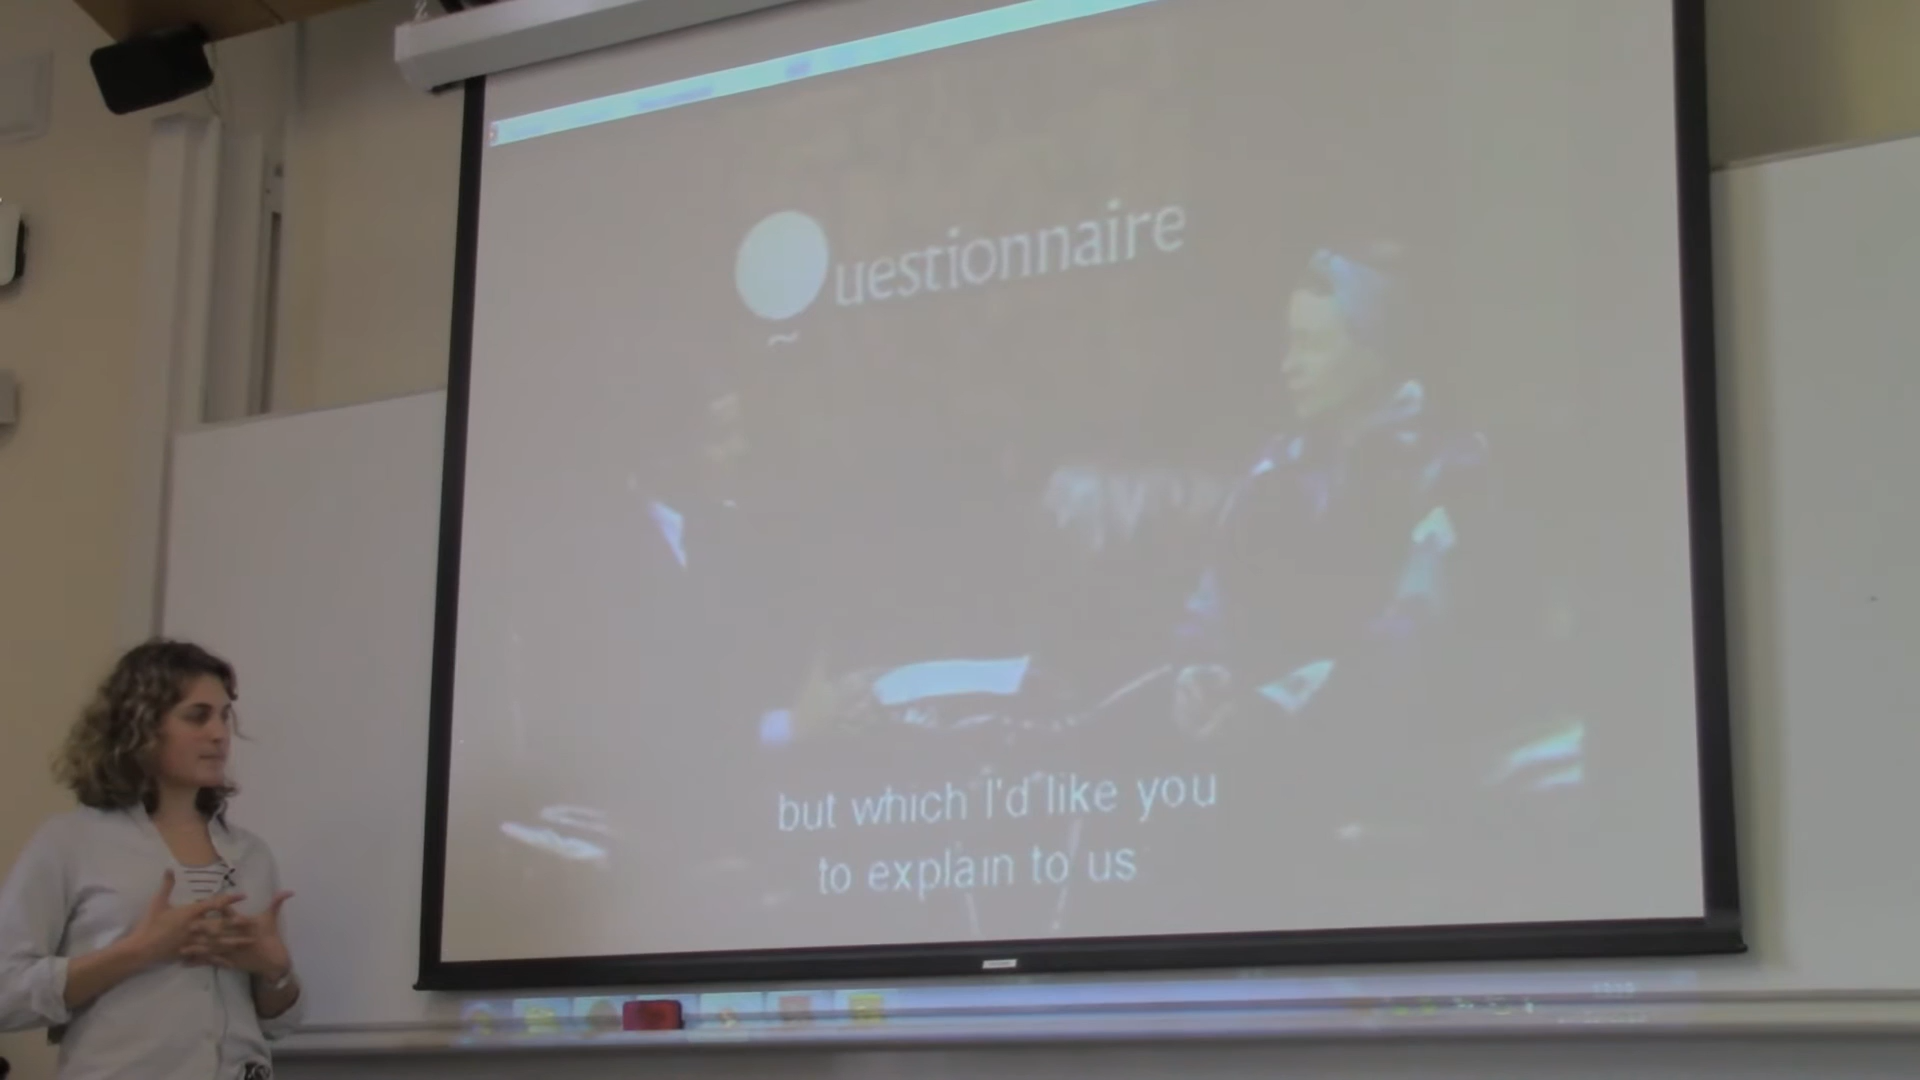 Questionnaire
but which I'd like you
to explain to us